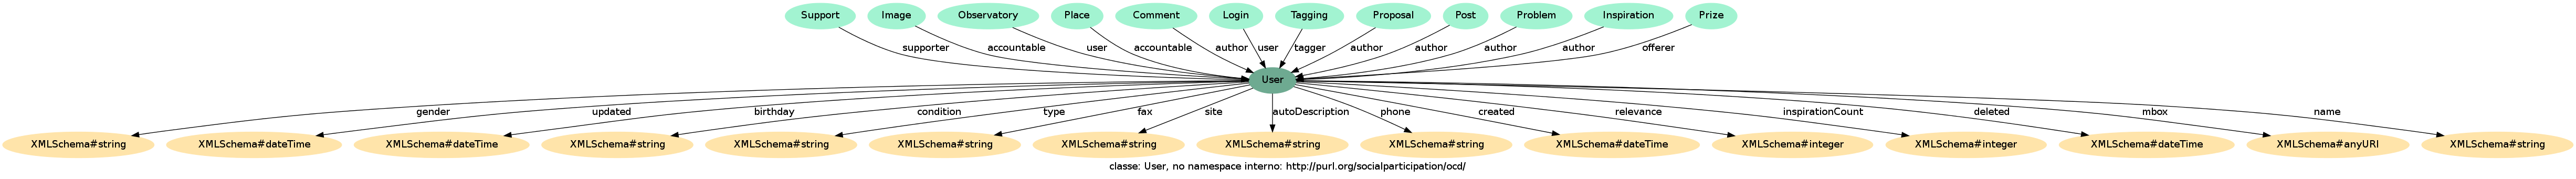 Support Image Observatory Place Comment Login Tagging Proposal Post Problem Inspiration Prize
supporter accountable user accountable author user tagger author author author author offerer
User
gender updated birthday condition type fax site autoDescription phone created relevance inspirationCount deleted mbox name
XMLSchema#string XMLSchema#dateTime XMLSchema#dateTime XMLSchema#string XMLSchema#string XMLSchema#string XMLSchema#string XMLSchema#string XMLSchema#string XMLSchema#dateTime XMLSchema#integer XMLSchema#integer XMLSchema#dateTime XMLSchema#anyURI XMLSchema#string
classe: User, no namespace interno: http://purl.org/socialparticipation/ocd/